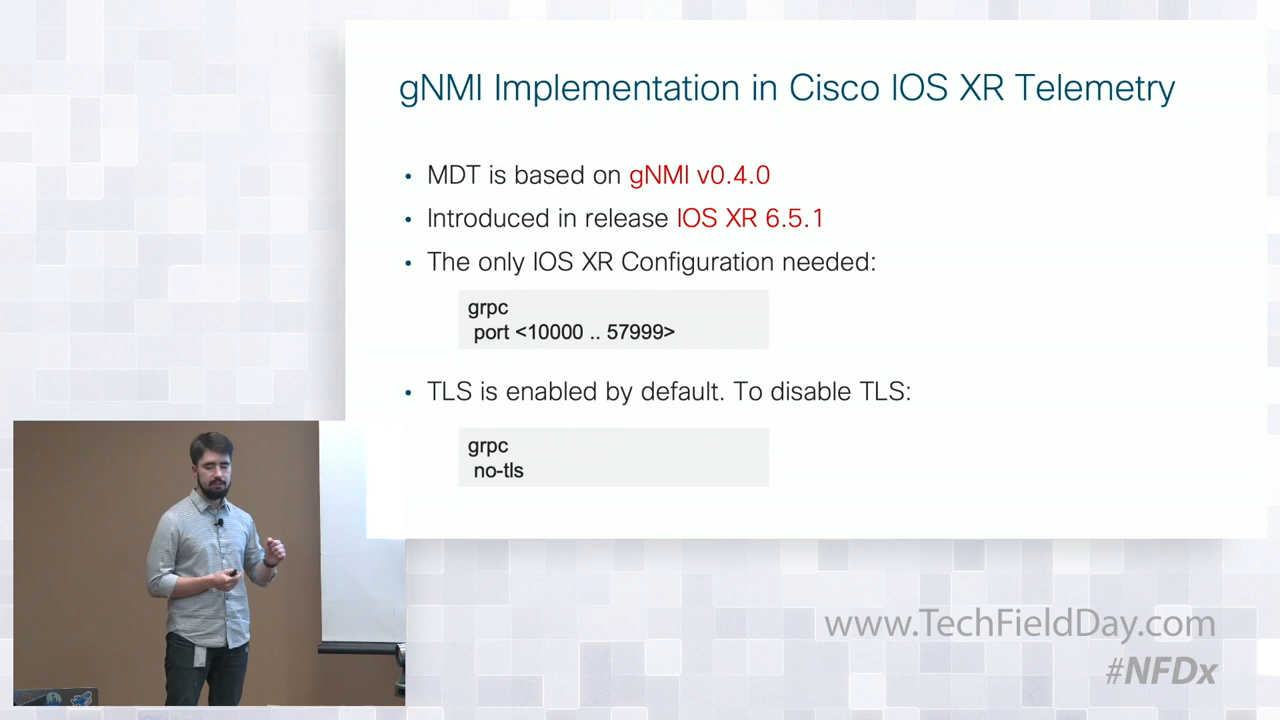 gNMI Implementation in Cisco IOS XR Telemetry
• MDT is based on gNMI v0.4.0
• Introduced in release IOS XR 6.5.1
• The only IOS XR Configuration needed:
grpc
port <10000 .. 57999>
• TLS is enabled by default. To disable TLS:
grpc
no-tls
www.TechFieldDay.com
#NFDx